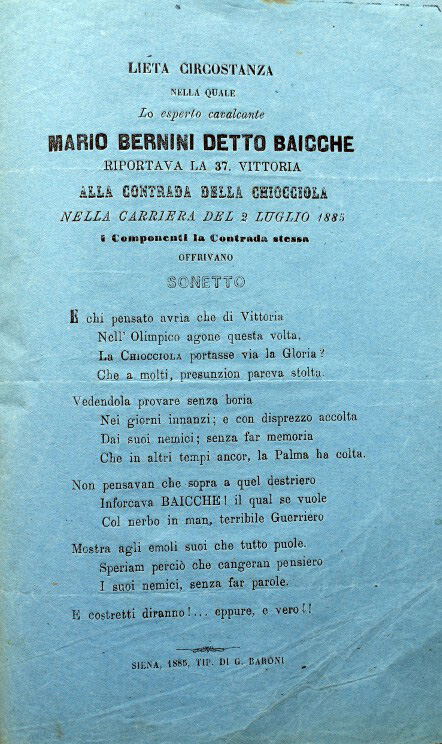 LIETA CIRCOSTANZA
NELLA QUALE
Lo esperto cavalcante
MARIO BERNINI DETTO BAICCHE
RIPORTAVA LA 37. VITTORIA
ALLA CONTRADA DELLA CHIOCCIOLA
NELLA CARRIERA DEL 2 LUGLIO 1885
i Componenti la Contrada stessa
OFFRIVANO
SONETTO
E chi pensato avria che di Vittoria
Nell' Olimpico agone questa volta,
La CHIOCCIOLA portasse via la Gloria?
Che a molti, presunzion pareva stolta.
Vedendola provare senza boria
Nei giorni innanzi; e con disprezzo accolta
Dai suoi nemici; senza far memoria
Che in altri tempi ancor, la Palma ha colta.
Non pensavan che sopra a quel destriero
Inforcava BAICCHE! il qual se vuole
Col nerbo in man, terribile Guerriero
Mostra agli emoli suoi che tutto puole.
Speriam perciò che cangeran pensiero
I suoi nemici, senza far parole.
E costretti diranno!... eppure, e vero!!
SIENA, 1885, TIP. DI G. BARONI